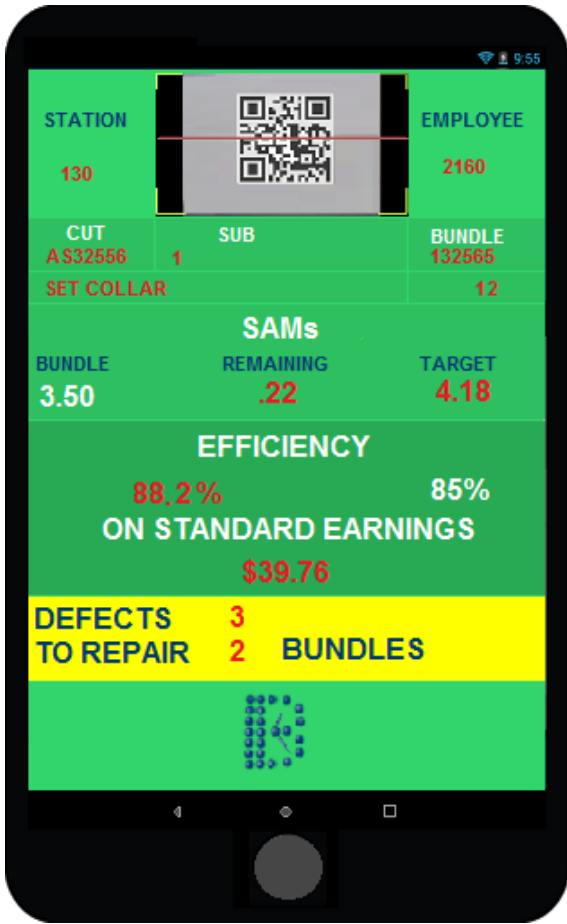 9:55
STATION EMPLOYEE
130 2160
CUT SUB BUNDLE
AS32556 1 132565
SET COLLAR 12
SAMs
BUNDLE REMAINING TARGET
3.50 .22 4.18
EFFICIENCY
88.2% 85%
ON STANDARD EARNINGS
$39.76
DEFECTS 3
TO REPAIR 2 BUNDLES